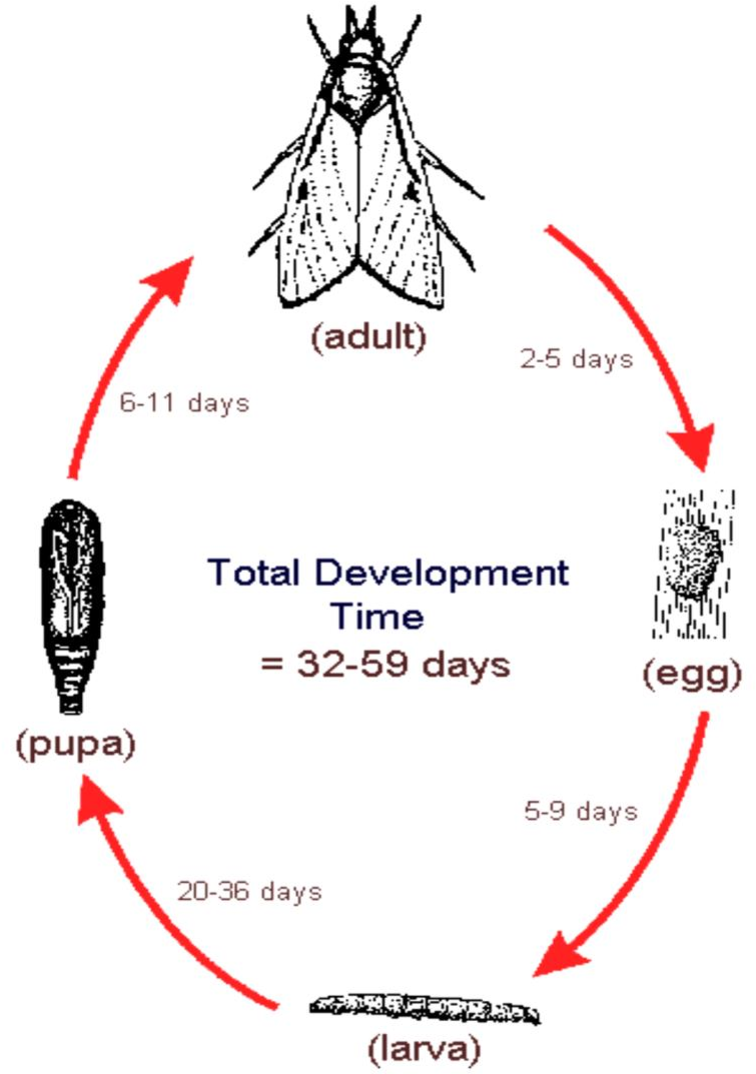 (adult)
2-5 days
6-11 days
Total Development
Time
= 32-59 days
(egg)
(pupa)
5-9 days
20-36 days
(larva)